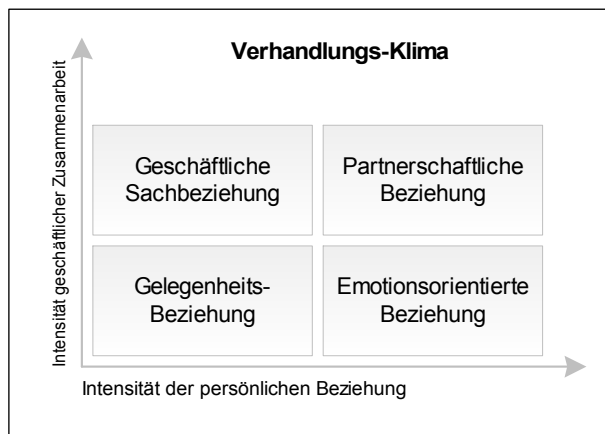 Verhandlungs-Klima
Intensität geschäftlicher Zusammenarbeit
Geschäftliche
Sachbeziehung
Partnerschaftliche
Beziehung
Gelegenheits-
Beziehung
Emotionsorientierte
Beziehung
Intensität der persönlichen Beziehung